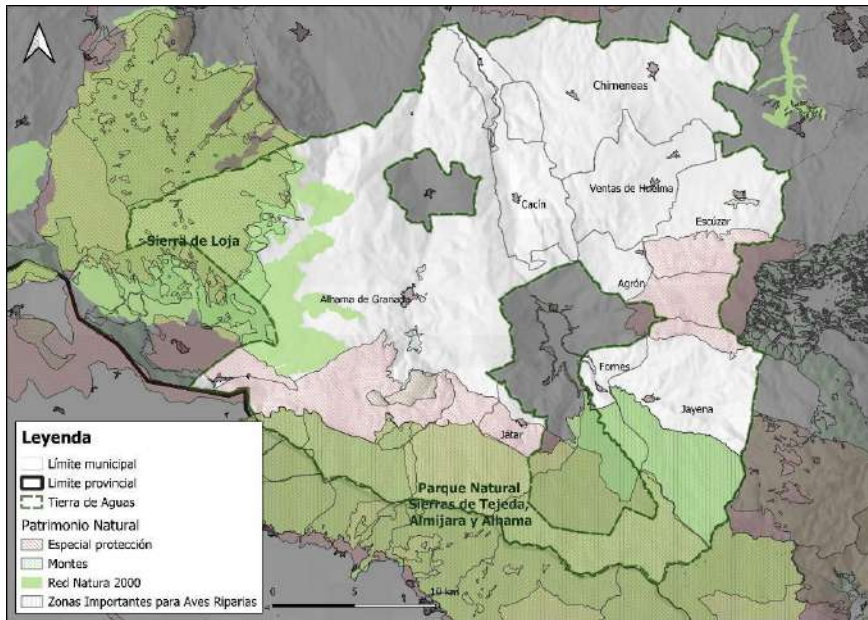 Chimeneas
Ventas de Huelma
Cacín
Escúzar
Sierra de Loja
Agrón
Alhama de Granada
Fornes
Jayena
Játar
Parque Natural
Sierras de Tejeda,
Almijara y Alhama
Leyenda
Límite municipal
Limite provincial
Tierra de Aguas
Patrimonio Natural
Especial protección
Montes
Red Natura 2000
Zonas Importantes para Aves Riparias
0 5 10 km